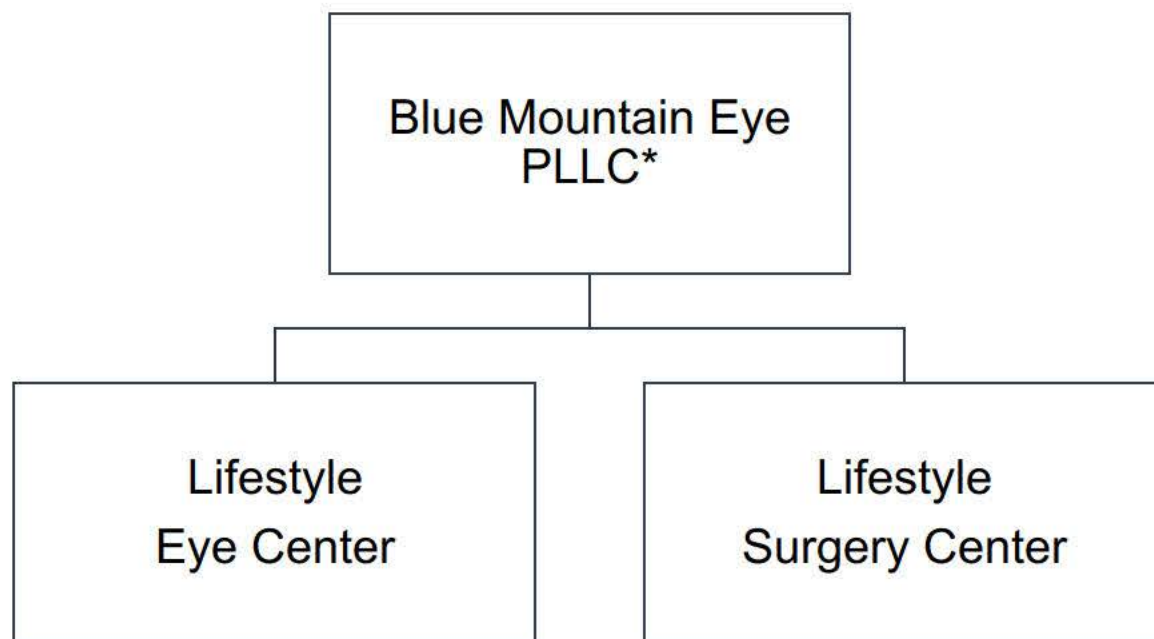 Blue Mountain Eye
PLLC*
Lifestyle
Eye Center
Lifestyle
Surgery Center